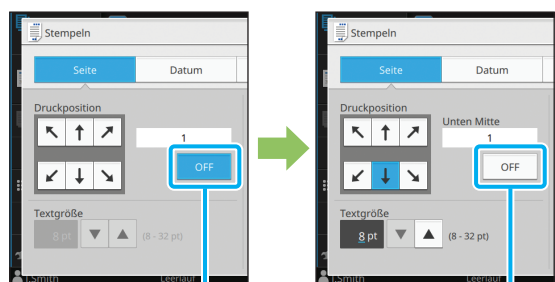 Stempeln
Seite
Datum
Druckposition
1
OFF
Textgröße
8 pt
(8 - 32 pt)
J.Smith
Leerlauf
Stempeln
Seite
Datum
Druckposition
Unten Mitte
1
OFF
Textgröße
8 pt
(8 - 32 pt)
J.Smith
Leerlauf